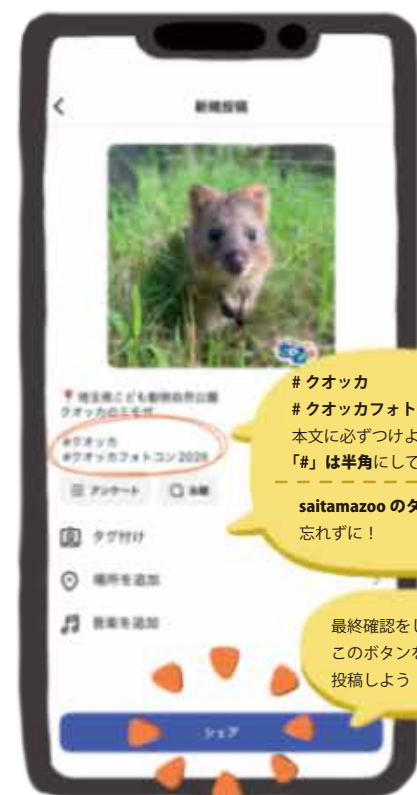 新規投稿
埼玉県こども動物自然公園
クオッカのミモザ
#クオッカ
#クオッカフォトコン2026
アンケート
タグ付け
場所を追加
音楽を追加
シェア
# クオッカ
# クオッカフォト
本文に必ずつけよ
「#」は半角にして
saitamazoo のタ
忘れずに！
最終確認をし
このボタンを
投稿しよう